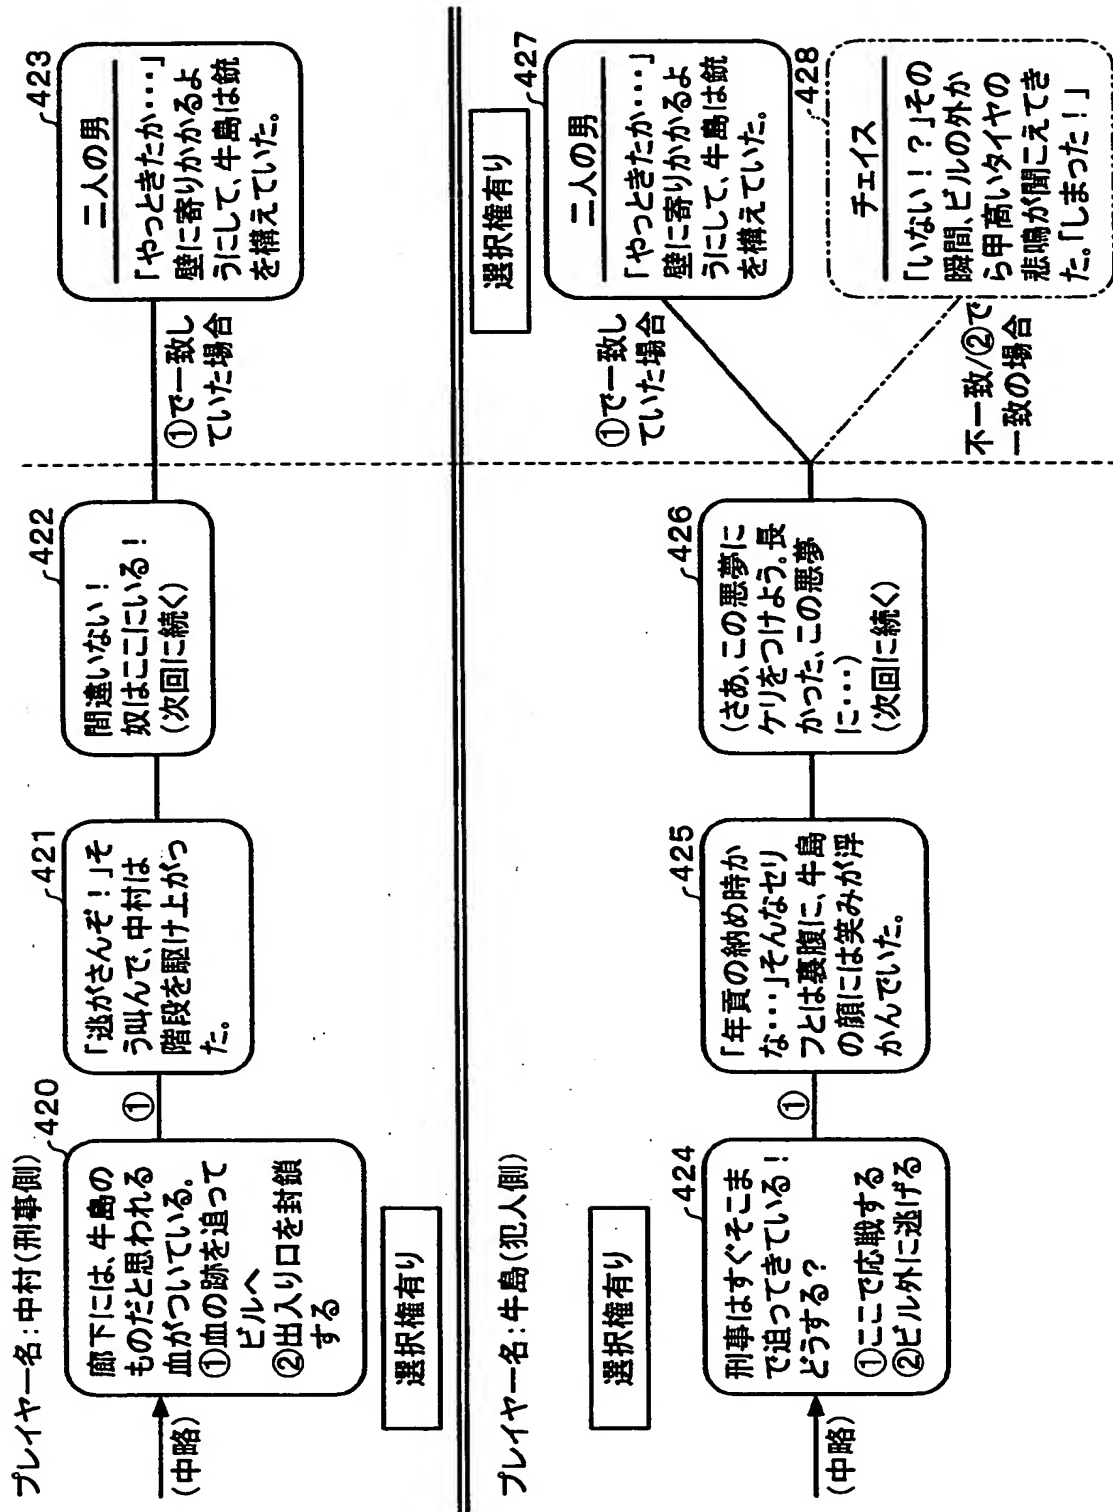 プレイヤー名：中村(刑事側)
(中略)
420
廊下には、牛島の
ものだと思われる
血がついている.
①血の跡を追って
ビルへ
②出入り口を封鎖
する
選択権有り
①
421
「逃がさんぞ！」そ
う叫んで、中村は
階段を駆け上がっ
た。
422
間違いない！
奴はここにいる！
(次回に続く)
①で一致し
ていた場合
423
二人の男
「やっときたか・・・」
壁に寄りかかるよ
うにして、牛島は銃
を構えていた。
プレイヤー名：牛島(犯人側)
選択権有り
(中略)
424
刑事はすぐそこま
で迫ってきている！
どうする？
①ここで応戦する
②ビル外に逃げる
①
425
「年貢の納め時か
な・・・」そんなセリ
フとは裏腹に、牛島
の顔には笑みが浮
かんでいた。
426
(さあ、この悪夢に
ケリをつけよう。長
かった、この悪夢
に・・・)
(次回に続く)
①で一致し
ていた場合
不一致/②で
一致の場合
選択権有り
427
二人の男
「やっときたか・・・」
壁に寄りかかるよ
うにして、牛島は銃
を構えていた。
428
チェイス
「いない！？」その
瞬間、ビルの外か
ら甲高いタイヤの
悲鳴が聞こえてき
た。「しまった！」